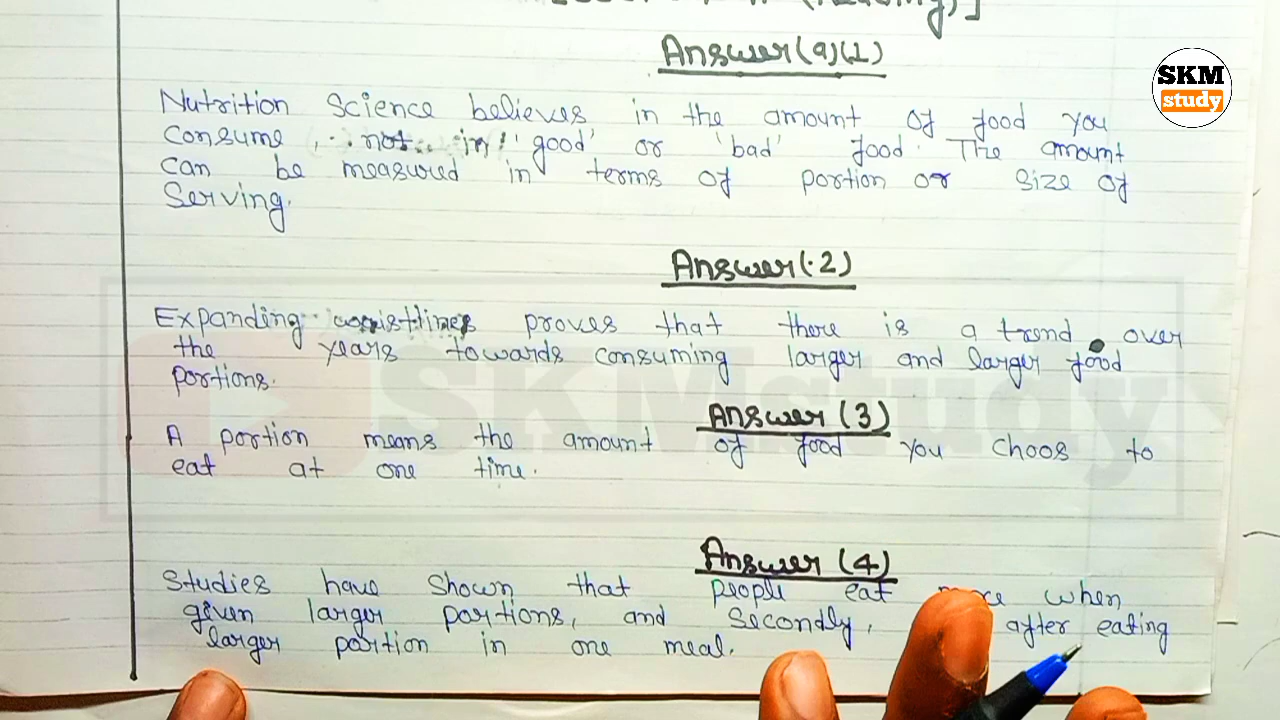 (reading)]
Answer (a)(1)
SKM
study
Nutrition Science believes in the amount of food you
consume, not in 'good' or 'bad' food. The amount
can be measured in terms of portion or size of
Serving.
Answer (.2)
Expanding proves that there is a trend over
the years towards consuming larger and larger food
portions.
SKMstudy
Answer (3)
A portion means the amount of food you choos to
eat at one time.
Answer (4)
Studies have shown that people eat when
given larger portions, and Secondly, after eating
larger portion in one meal.